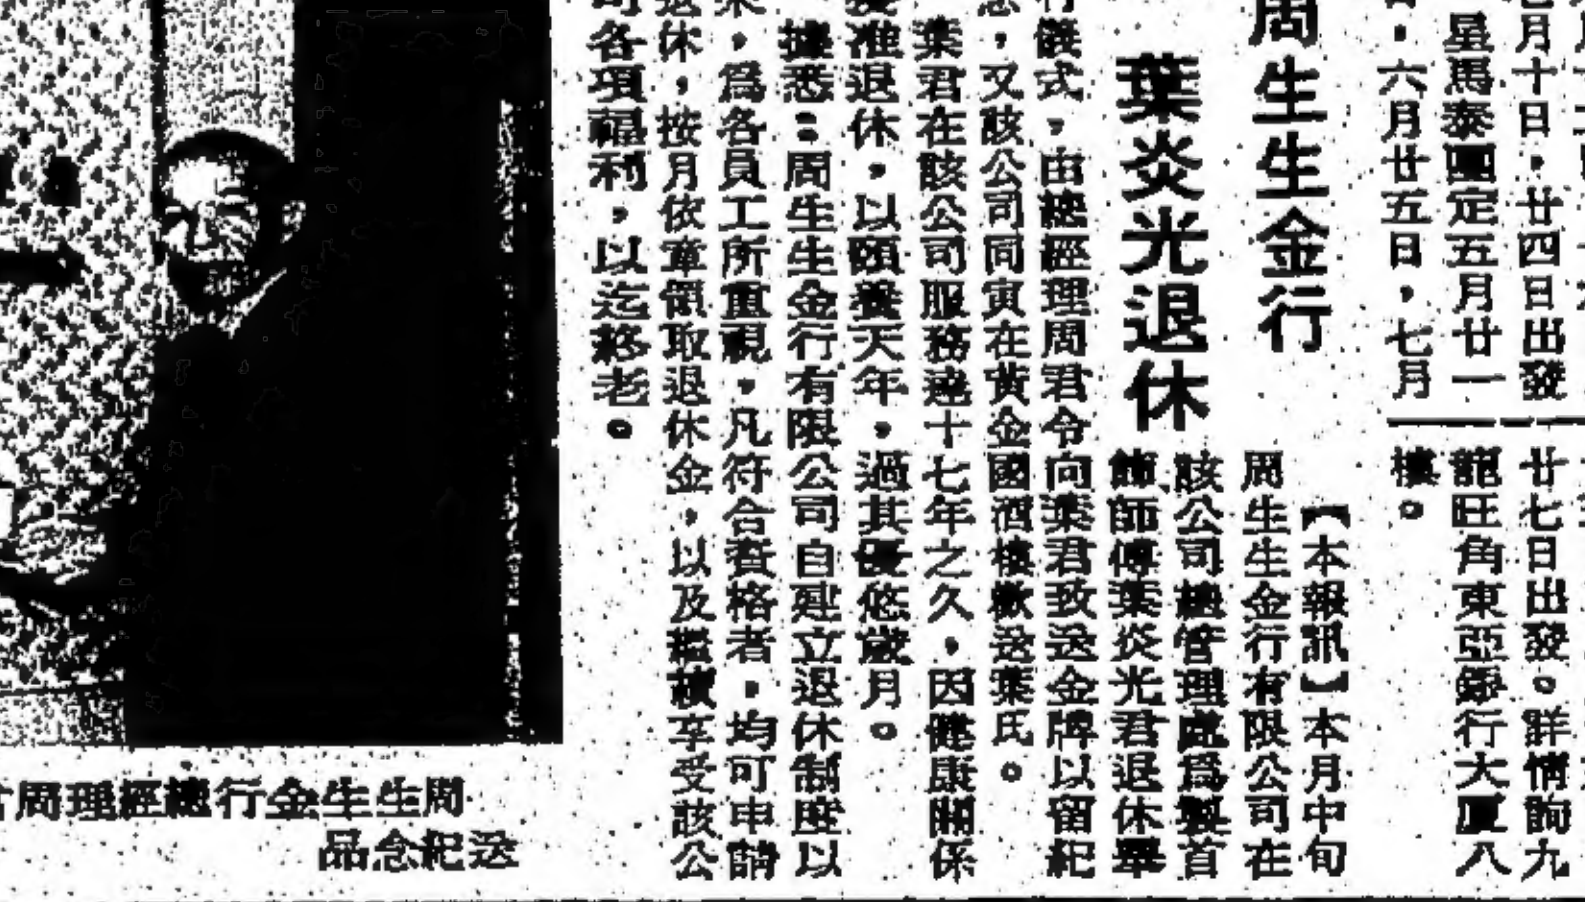 月十日，廿四日出發
星馬泰團定五月廿一
日，六月廿五日，七月
廿七日出發。詳情詢九
龍旺角東亞銀行大厦八
樓。
周生生金行
葉炎光退休
【本報訊】本月中旬
周生生金行有限公司在
該公司總管理處爲製首
飾師傅葉炎光君退休舉
行儀式，由總經理周君令向葉君致送金牌以留紀
念，又該公司同寅在黃金國酒樓歡送葉氏。
葉君在該公司服務達十七年之久，因健康關係
獲准退休，以頤養天年，過其優悠歲月。
據悉：周生生金行有限公司自建立退休制度以
來，爲各員工所重視，凡符合資格者，均可申請
退休，按月依章領取退休金，以及繼續享受該公
司各項福利，以迄終老。
周生生金行總經理周
送紀念品